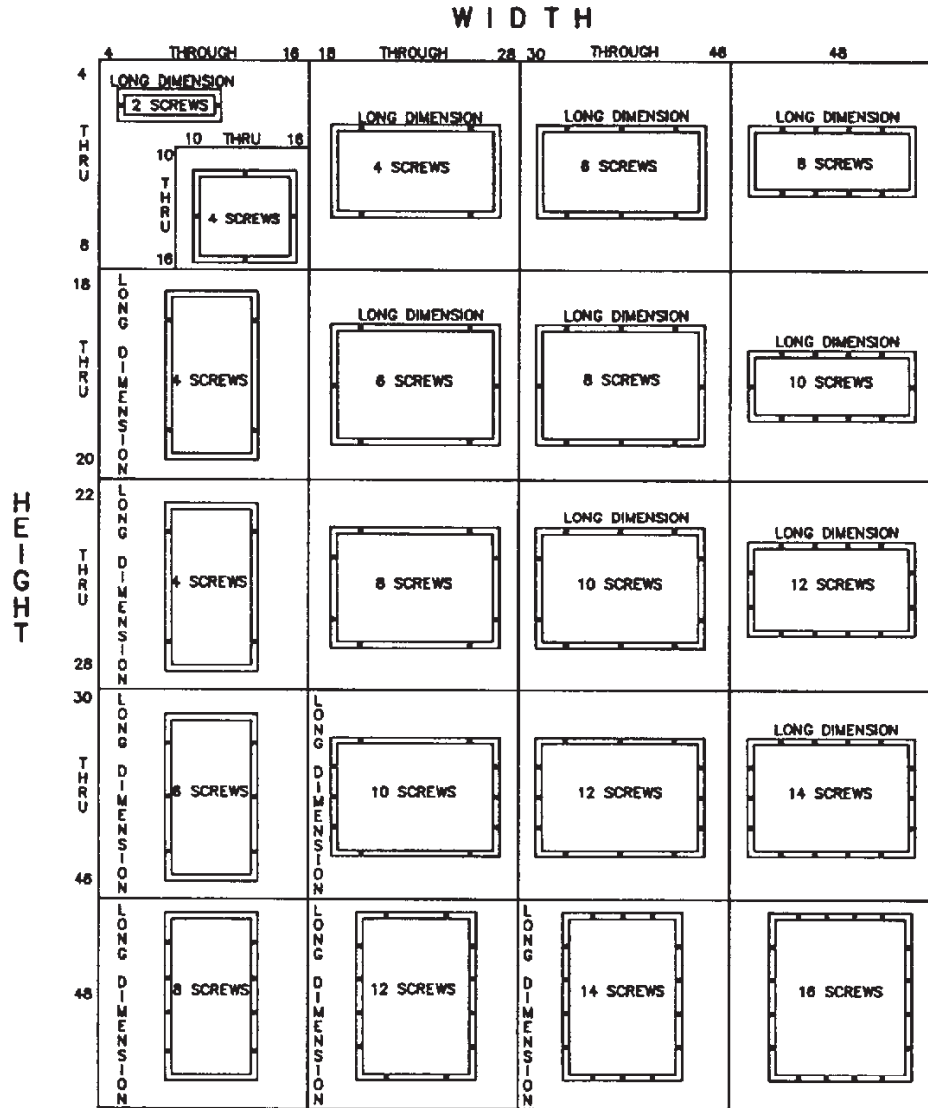 WIDTH
4 THROUGH 16 18 THROUGH 28 30 THROUGH 46 48
HEIGHT
4 THRU 8
LONG DIMENSION
2 SCREWS
10 THRU 16
10 THRU 16
4 SCREWS
LONG DIMENSION
4 SCREWS
LONG DIMENSION
6 SCREWS
LONG DIMENSION
8 SCREWS
18 THRU 20
LONG DIMENSION
4 SCREWS
LONG DIMENSION
6 SCREWS
LONG DIMENSION
8 SCREWS
LONG DIMENSION
10 SCREWS
22 THRU 28
LONG DIMENSION
4 SCREWS
8 SCREWS
LONG DIMENSION
10 SCREWS
LONG DIMENSION
12 SCREWS
30 THRU 46
LONG DIMENSION
6 SCREWS
LONG DIMENSION
10 SCREWS
12 SCREWS
LONG DIMENSION
14 SCREWS
48
LONG DIMENSION
8 SCREWS
LONG DIMENSION
12 SCREWS
LONG DIMENSION
14 SCREWS
16 SCREWS